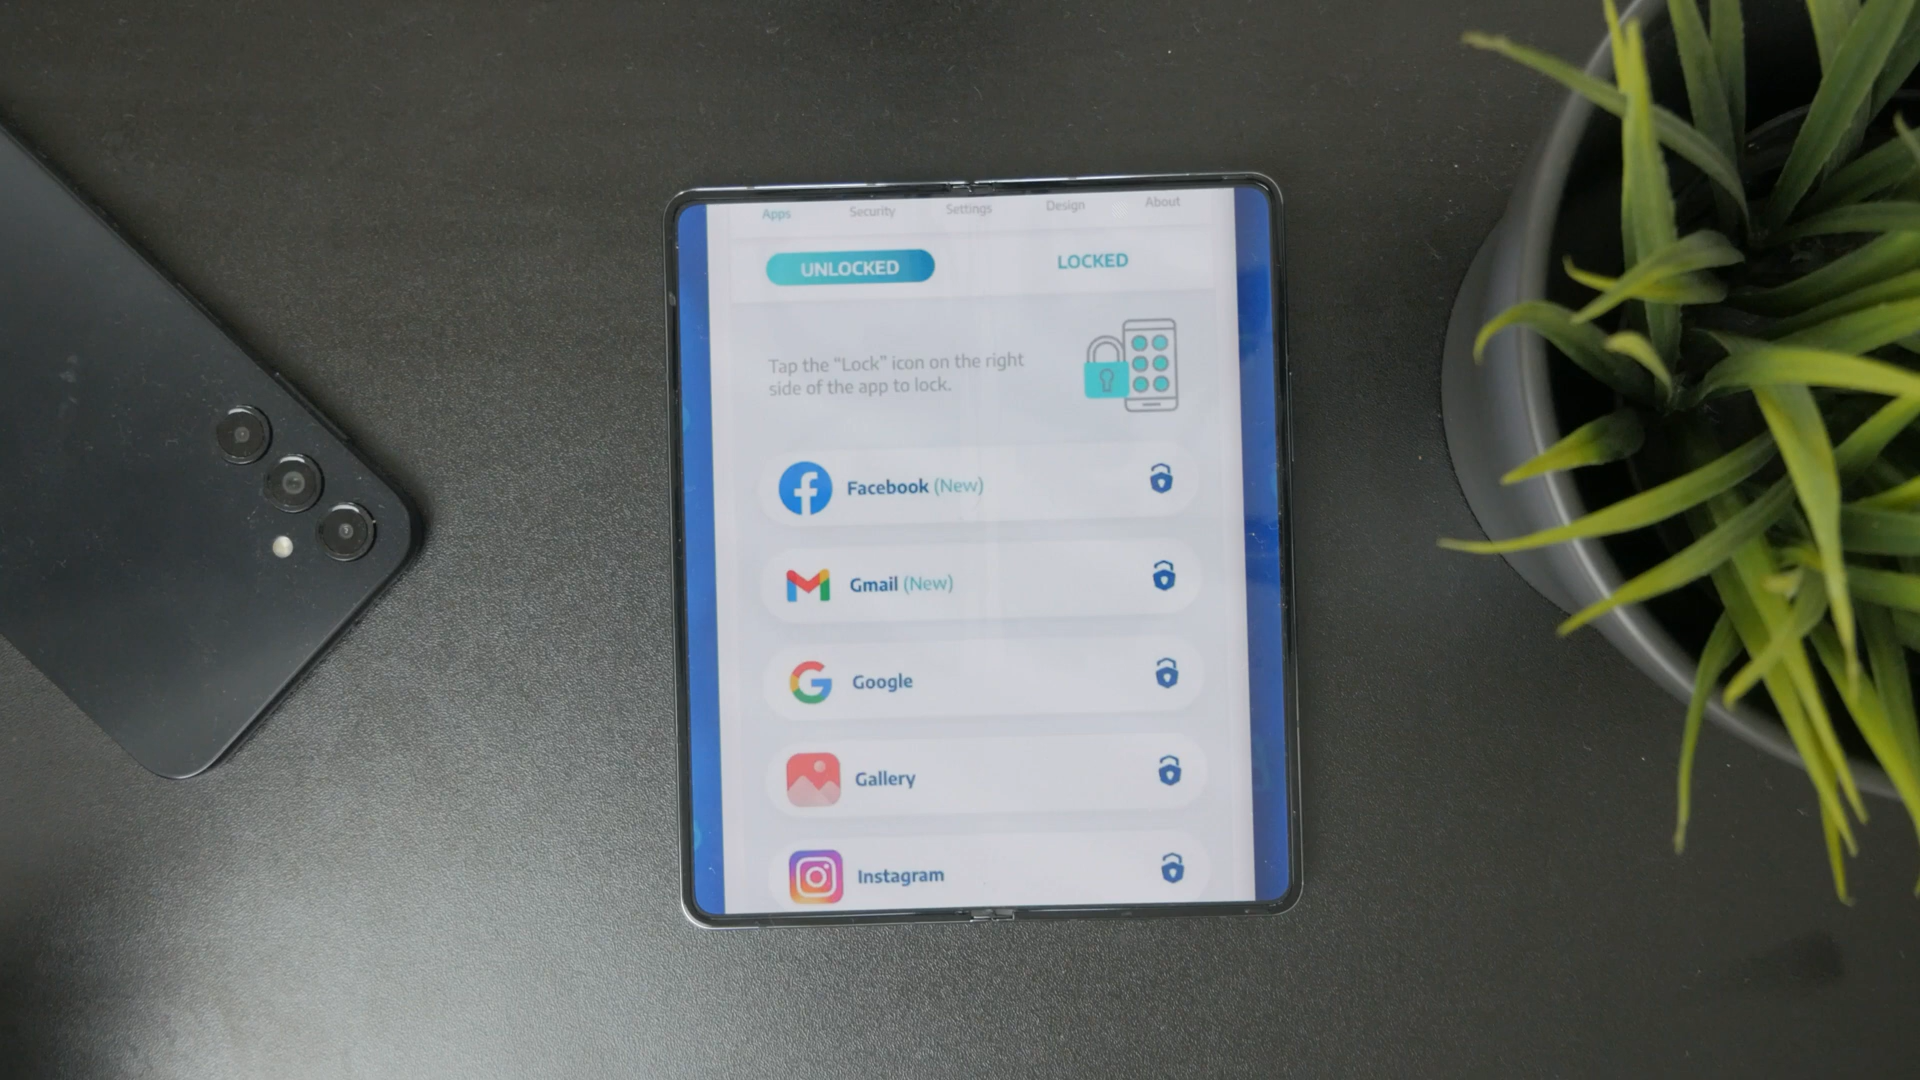 Apps Security Settings Design About
UNLOCKED LOCKED
Tap the “Lock” icon on the right
side of the app to lock.
Facebook (New)
Gmail (New)
Google
Gallery
Instagram